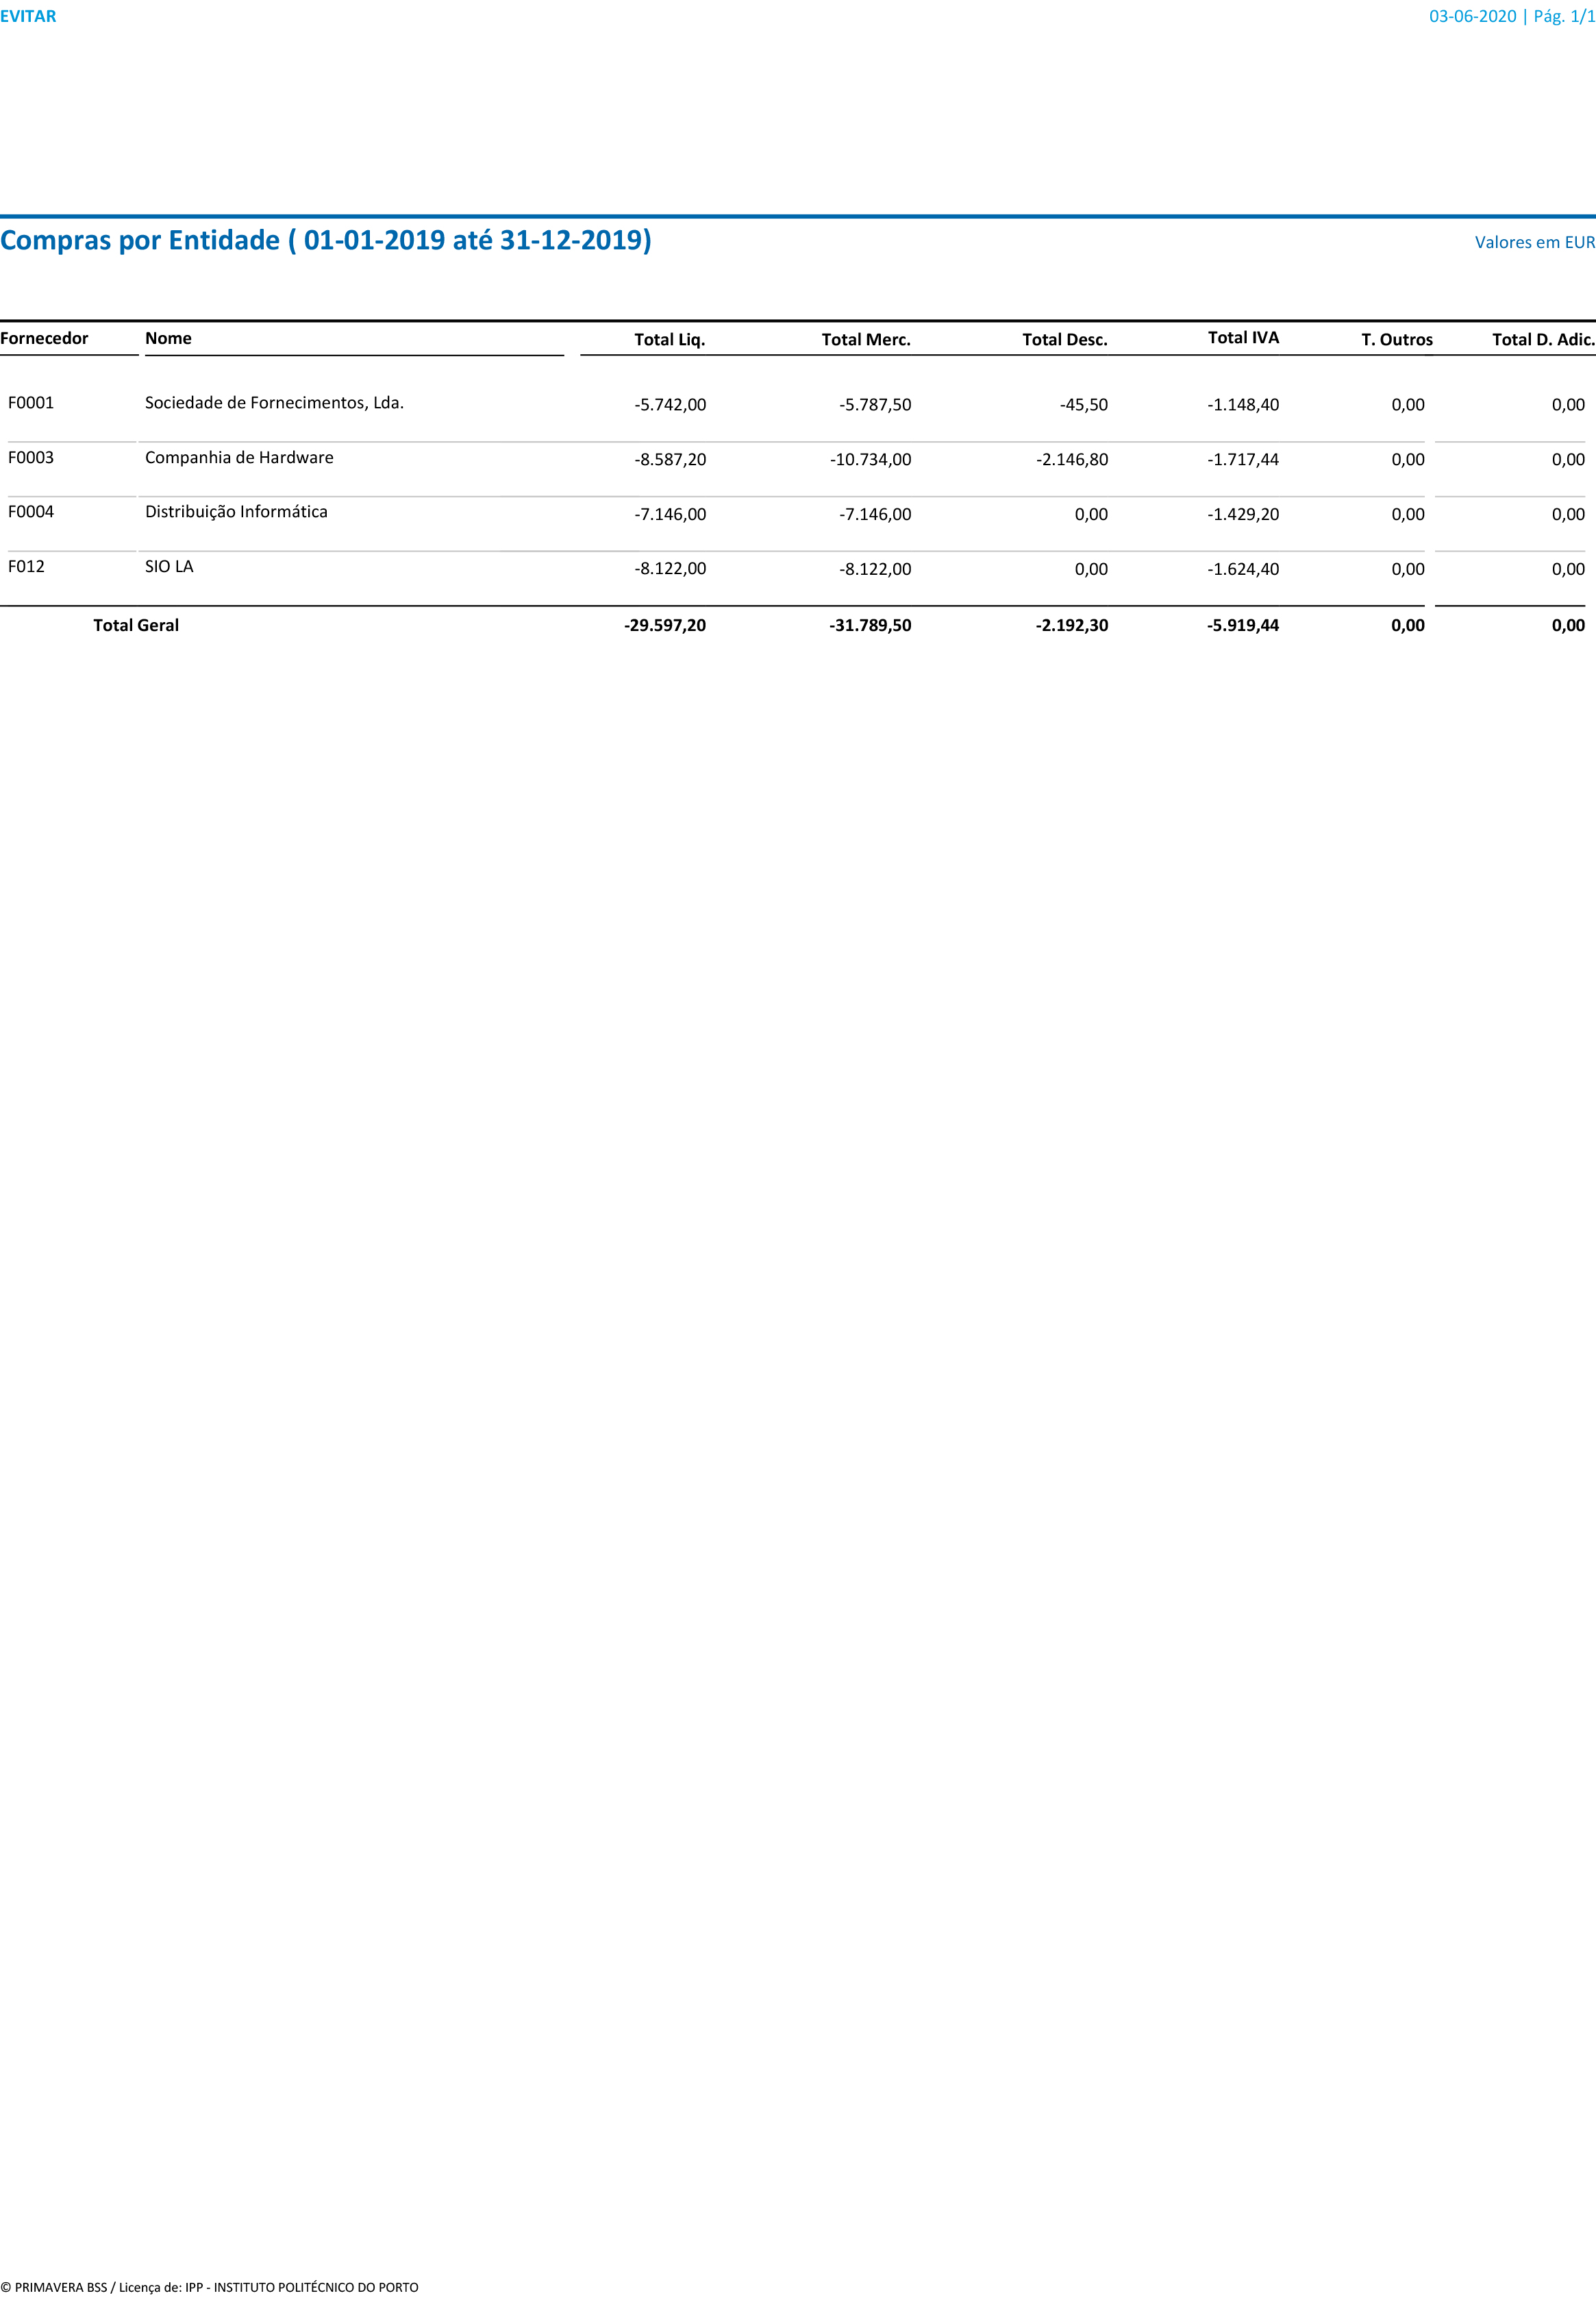 EVITAR 03-06-2020 | Pág. 1/1
Compras por Entidade ( 01-01-2019 até 31-12-2019) Valores em EUR
Fornecedor Nome Total Liq. Total Merc. Total Desc. Total IVA T. Outros Total D. Adic.
F0001 Sociedade de Fornecimentos, Lda. -5.742,00 -5.787,50 -45,50 -1.148,40 0,00 0,00
F0003 Companhia de Hardware -8.587,20 -10.734,00 -2.146,80 -1.717,44 0,00 0,00
F0004 Distribuição Informática -7.146,00 -7.146,00 0,00 -1.429,20 0,00 0,00
F012 SIO LA -8.122,00 -8.122,00 0,00 -1.624,40 0,00 0,00
Total Geral -29.597,20 -31.789,50 -2.192,30 -5.919,44 0,00 0,00
© PRIMAVERA BSS / Licença de: IPP - INSTITUTO POLITÉCNICO DO PORTO